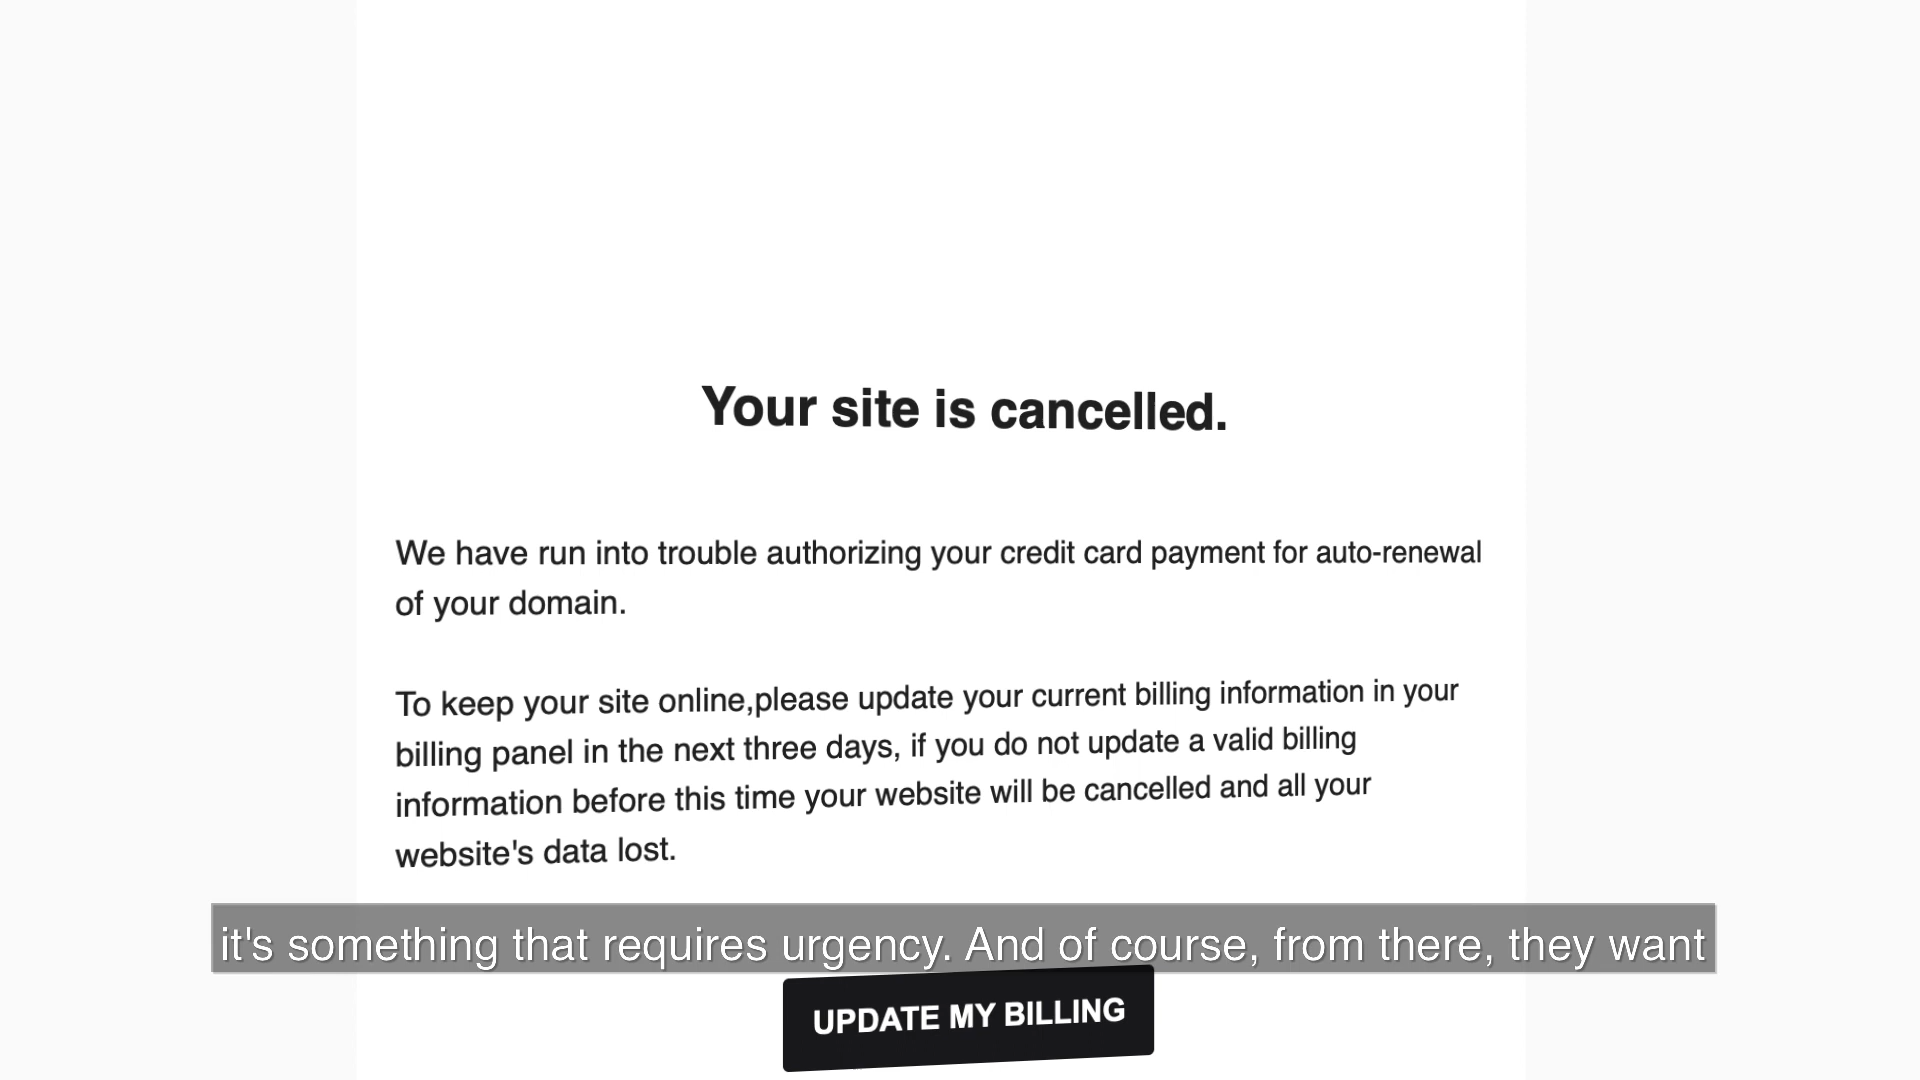 Your site is cancelled.
We have run into trouble authorizing your credit card payment for auto-renewal
of your domain.
To keep your site online,please update your current billing information in your
billing panel in the next three days, if you do not update a valid billing
information before this time your website will be cancelled and all your
website's data lost.
it's something that requires urgency. And of course, from there, they want
UPDATE MY BILLING